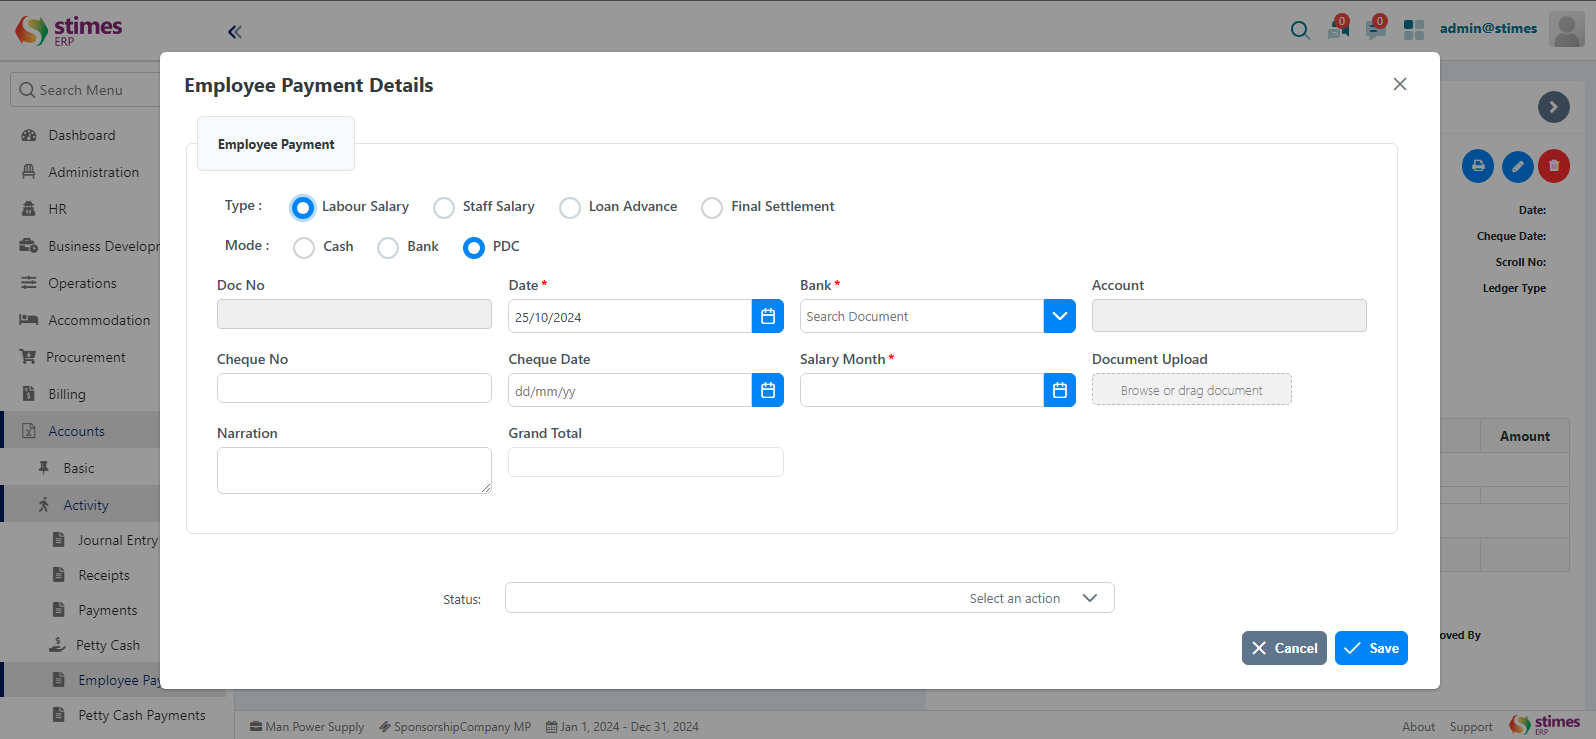 stimes
ERP
0
0
admin@stimes
Search Menu
Dashboard
Administration
HR
Business Develop
Operations
Accommodation
Procurement
Billing
Accounts
Basic
Activity
Journal Entry
Receipts
Payments
Petty Cash
Employee Pay
Petty Cash Payments
Employee Payment Details
Employee Payment
Type : Labour Salary Staff Salary Loan Advance Final Settlement
Mode : Cash Bank PDC
Doc No Date * Bank * Account
25/10/2024 Search Document
Cheque No Cheque Date Salary Month * Document Upload
dd/mm/yy Browse or drag document
Narration Grand Total
Status: Select an action
Cancel Save
Date:
Cheque Date:
Scroll No:
Ledger Type
Amount
oved By
Man Power Supply SponsorshipCompany MP Jan 1, 2024 - Dec 31, 2024
About Support stimes
ERP